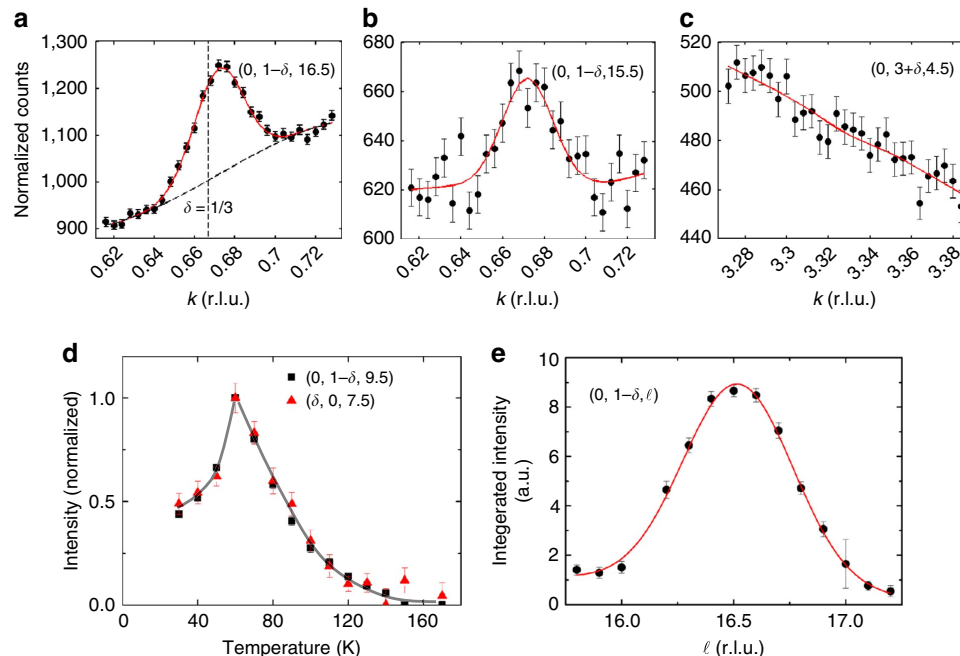 a
1,300
1,200
1,100
1,000
900
Normalized counts
(0, 1−δ, 16.5)
δ = 1/3
0.62
0.64
0.66
0.68
0.7
0.72
k (r.l.u.)
b
680
660
640
620
600
(0, 1−δ,15.5)
0.62
0.64
0.66
0.68
0.7
0.72
k (r.l.u.)
c
520
500
480
460
440
(0, 3+δ,4.5)
3.28
3.3
3.32
3.34
3.36
3.38
k (r.l.u.)
d
1.0
0.5
0.0
Intensity (normalized)
(0, 1−δ, 9.5)
(δ, 0, 7.5)
0
40
80
120
160
Temperature (K)
e
10
8
6
4
2
0
Integerated intensity
(a.u.)
(0, 1−δ,ℓ)
16.0
16.5
17.0
ℓ (r.l.u.)